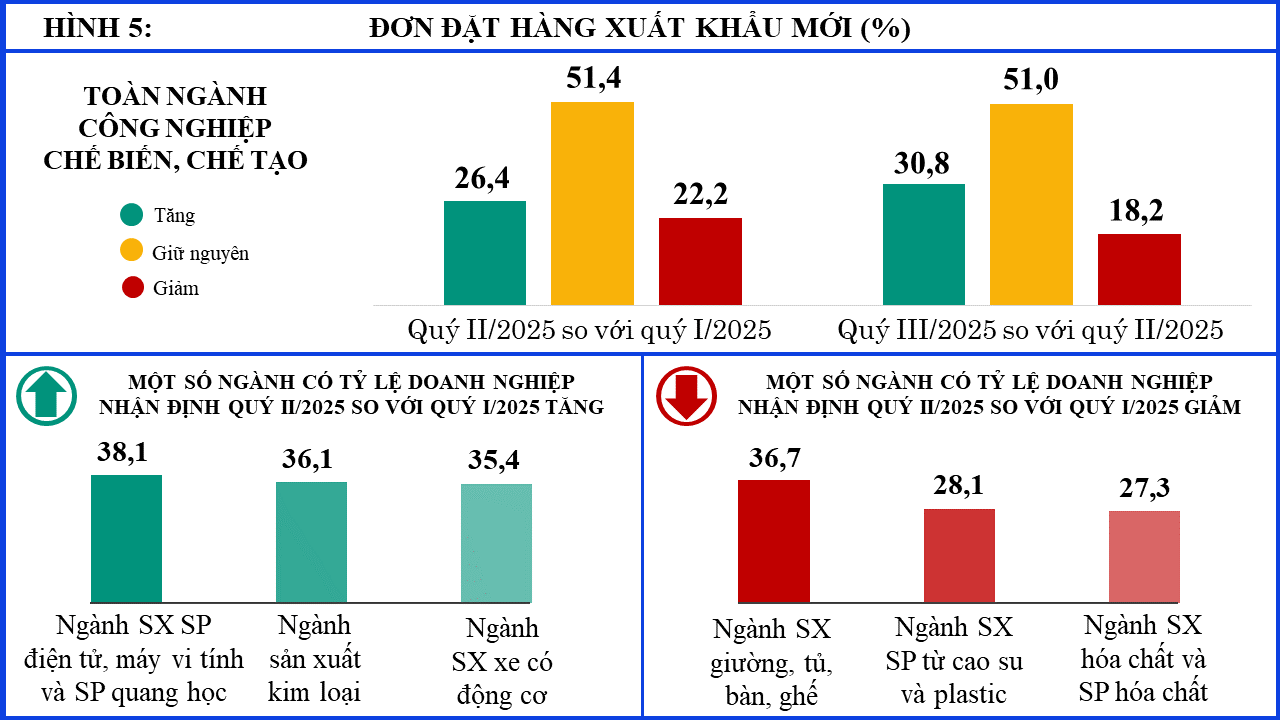 HÌNH 5:
ĐƠN ĐẶT HÀNG XUẤT KHẨU MỚI (%)
TOÀN NGÀNH
CÔNG NGHIỆP
CHẾ BIẾN, CHẾ TẠO
Tăng
Giữ nguyên
Giảm
26,4
51,4
22,2
Quý II/2025 so với quý I/2025
30,8
51,0
18,2
Quý III/2025 so với quý II/2025
MỘT SỐ NGÀNH CÓ TỶ LỆ DOANH NGHIỆP
NHẬN ĐỊNH QUÝ II/2025 SO VỚI QUÝ I/2025 TĂNG
38,1
36,1
35,4
Ngành SX SP
điện tử, máy vi tính
và SP quang học
Ngành
sản xuất
kim loại
Ngành
SX xe có
động cơ
MỘT SỐ NGÀNH CÓ TỶ LỆ DOANH NGHIỆP
NHẬN ĐỊNH QUÝ II/2025 SO VỚI QUÝ I/2025 GIẢM
36,7
28,1
27,3
Ngành SX
giường, tủ,
bàn, ghế
Ngành SX
SP từ cao su
và plastic
Ngành SX
hóa chất và
SP hóa chất